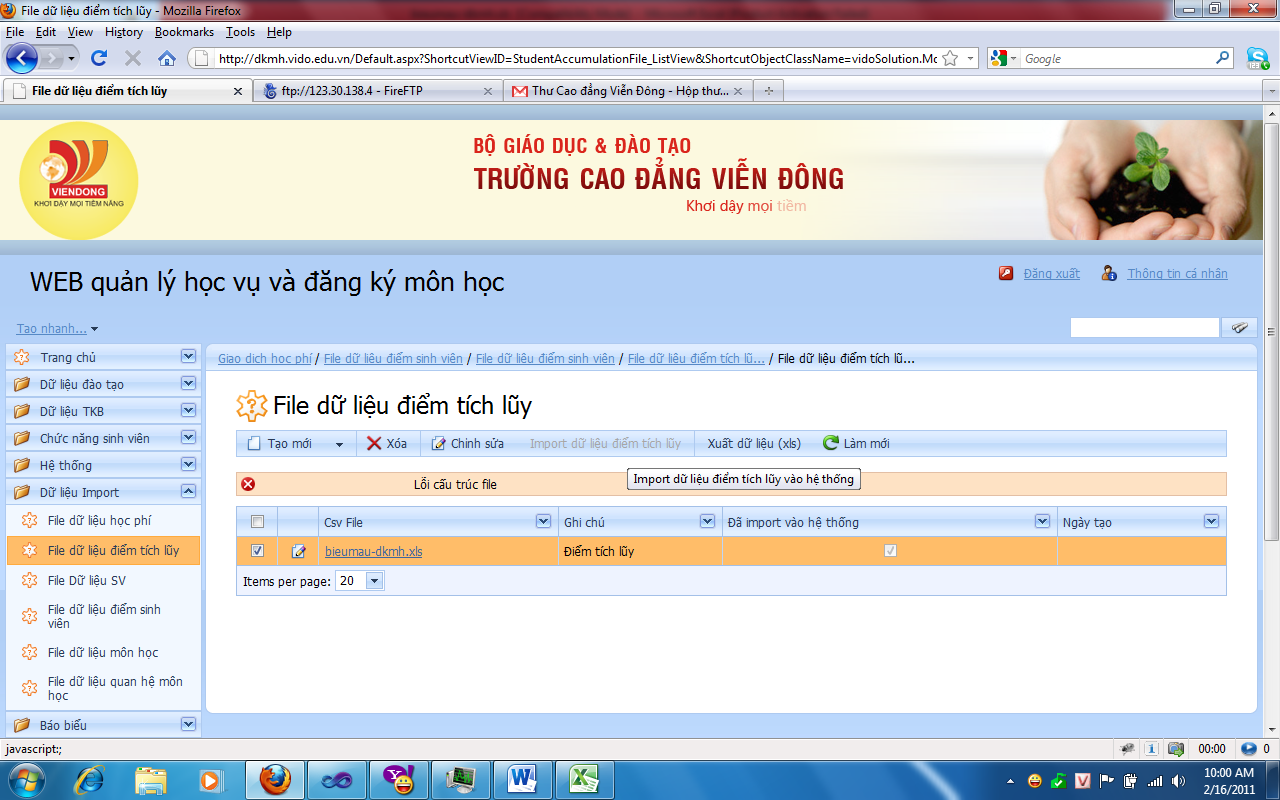 File dữ liệu điểm tích lũy - Mozilla Firefox
File Edit View History Bookmarks Tools Help
http://dkmh.vido.edu.vn/Default.aspx?ShortcutViewID=StudentAccumulationFile_ListView&ShortcutObjectClassName=vidoSolution.Mc
Google
File dữ liệu điểm tích lũy
ftp://123.30.138.4 - FireFTP
Thư Cao đẳng Viễn Đông - Hộp thư...
VIENDONG
KHƠI DẬY MỌI TIỀM NĂNG
BỘ GIÁO DỤC & ĐÀO TẠO
TRƯỜNG CAO ĐẲNG VIỄN ĐÔNG
Khơi dậy mọi tiềm
WEB quản lý học vụ và đăng ký môn học
Đăng xuất
Thông tin cá nhân
Tạo nhanh...
Trang chủ
Dữ liệu đào tạo
Dữ liệu TKB
Chức năng sinh viên
Hệ thống
Dữ liệu Import
File dữ liệu học phí
File dữ liệu điểm tích lũy
File Dữ liệu SV
File dữ liệu điểm sinh
viên
File dữ liệu môn học
File dữ liệu quan hệ môn
học
Báo biểu
Giao dịch học phí / File dữ liệu điểm sinh viên / File dữ liệu điểm sinh viên / File dữ liệu điểm tích lũ... / File dữ liệu điểm tích lũ...
File dữ liệu điểm tích lũy
Tạo mới
Xóa
Chỉnh sửa
Import dữ liệu điểm tích lũy
Xuất dữ liệu (xls)
Làm mới
Lỗi cấu trúc file
Import dữ liệu điểm tích lũy vào hệ thống
Csv File
Ghi chú
Đã import vào hệ thống
Ngày tạo
bieumau-dkmh.xls
Điểm tích lũy
Items per page: 20
javascript:;
00:00
0
10:00 AM
2/16/2011